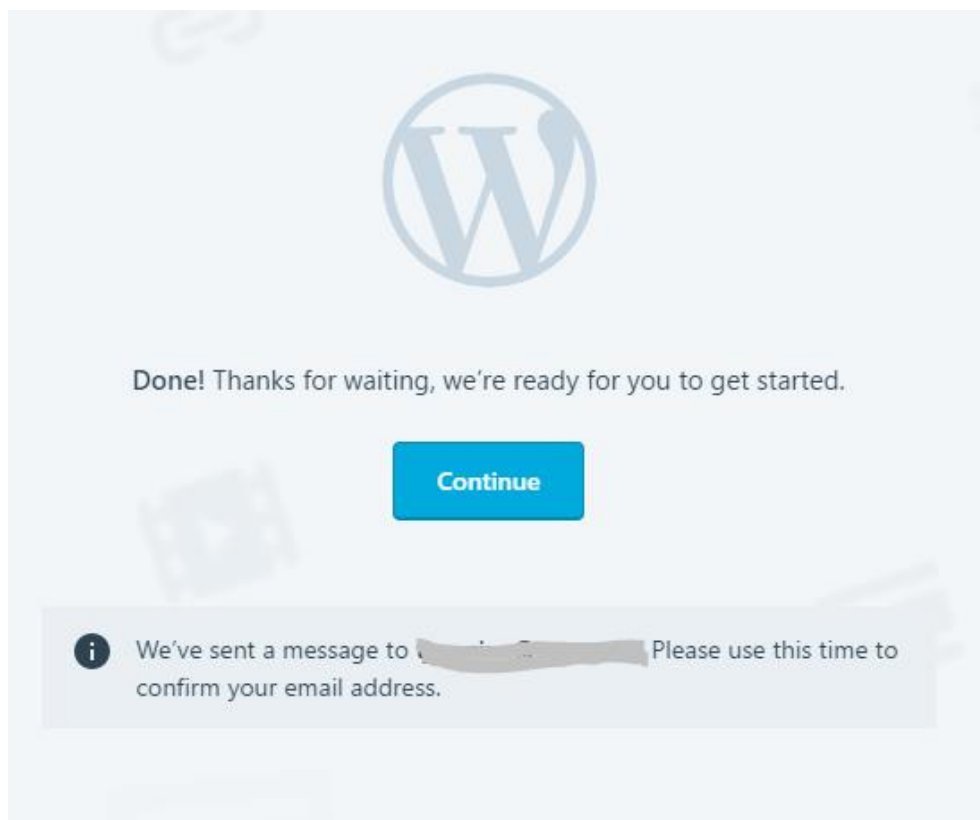 Done! Thanks for waiting, we’re ready for you to get started.
Continue
We’ve sent a message to Please use this time to
confirm your email address.